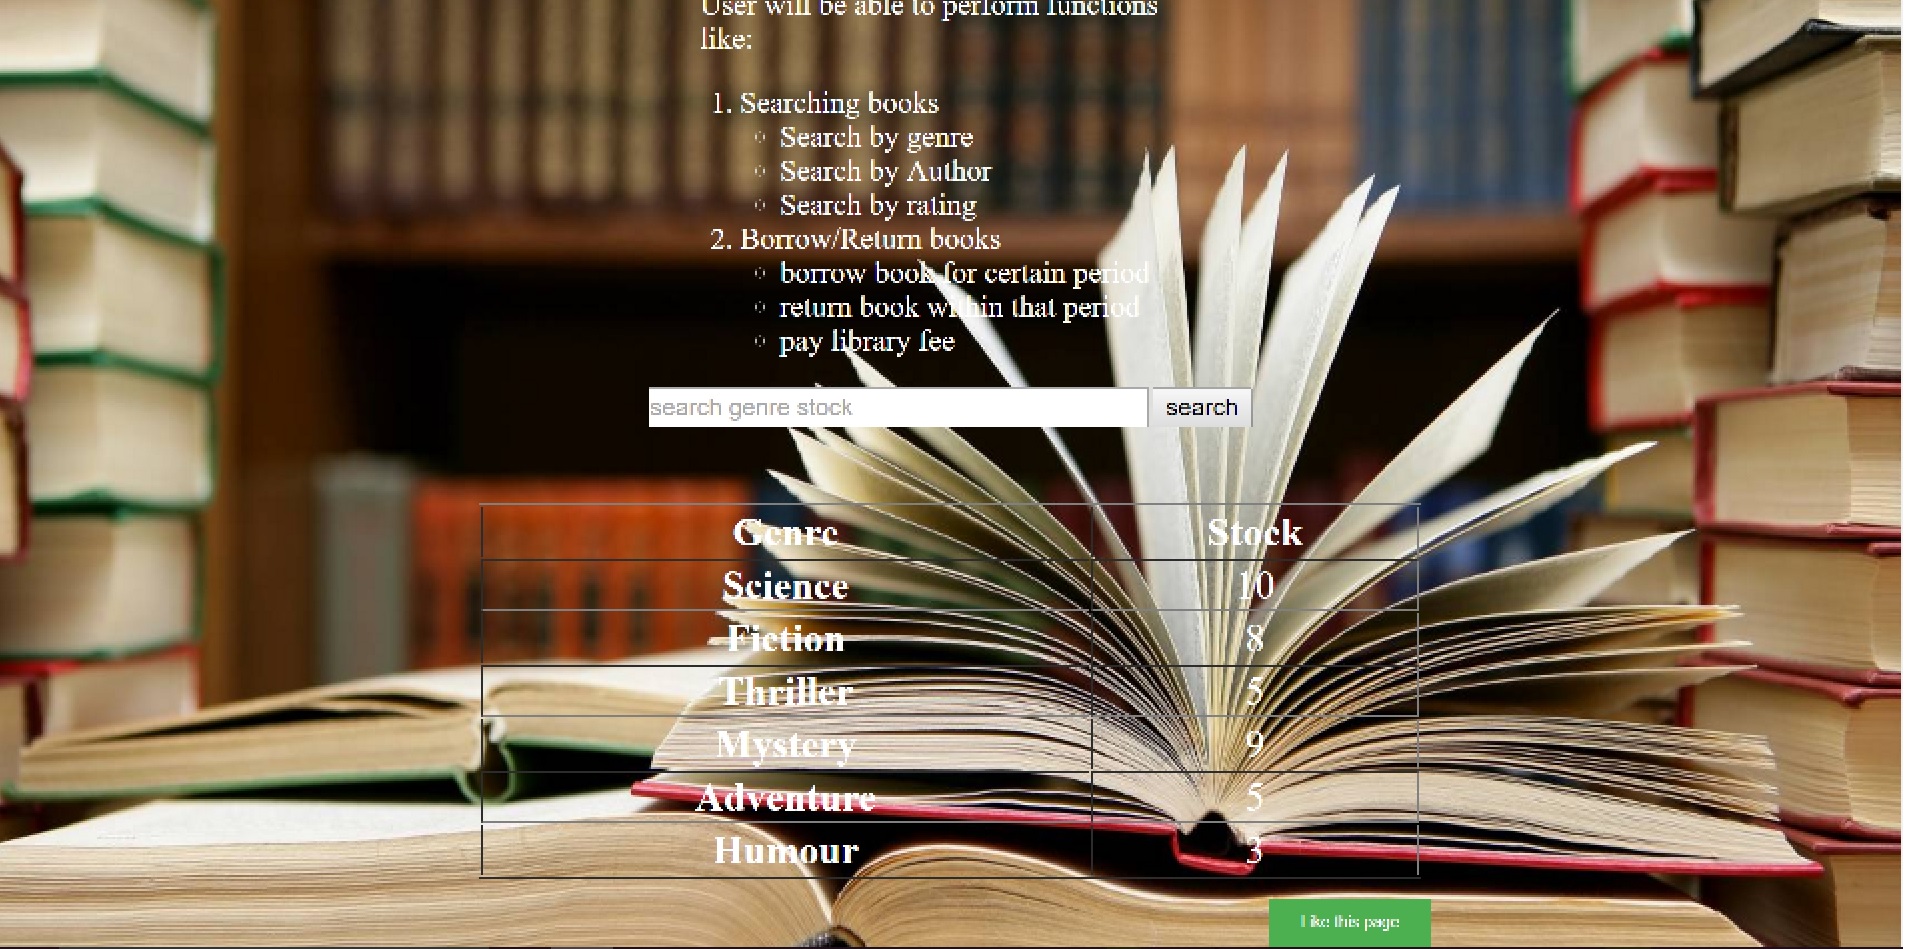 User will be able to perform functions
like:
1. Searching books
○ Search by genre
○ Search by Author
○ Search by rating
2. Borrow/Return books
○ borrow book for certain period
○ return book within that period
○ pay library fee
search genre stock search
Genre Stock
Science 10
Fiction 8
Thriller 5
Mystery 9
Adventure 5
Humour 3
Like this page